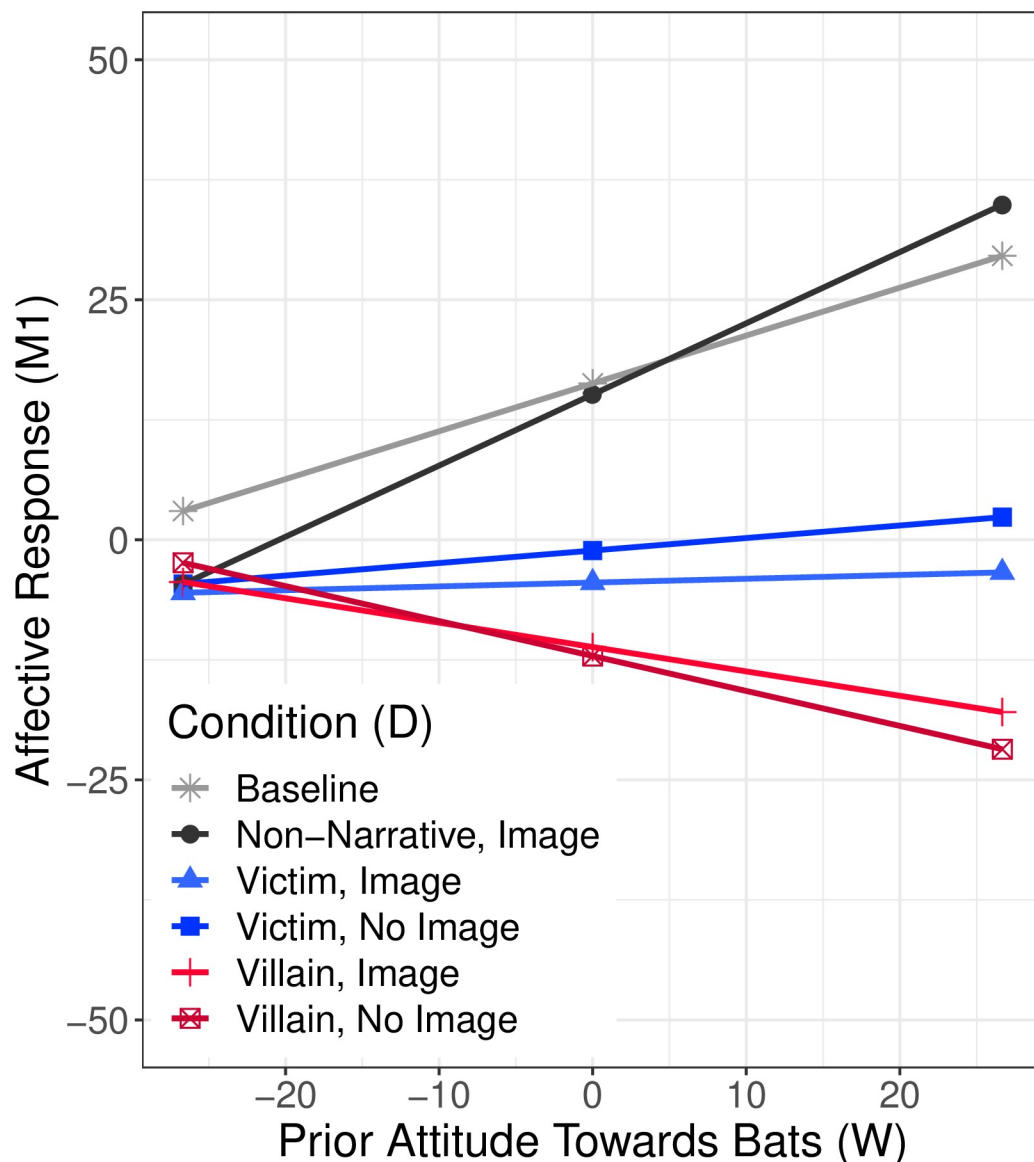 Affective Response (M1)
50
25
0
−25
−50
Condition (D)
Baseline
Non−Narrative, Image
Victim, Image
Victim, No Image
Villain, Image
Villain, No Image
−20 −10 0 10 20
Prior Attitude Towards Bats (W)